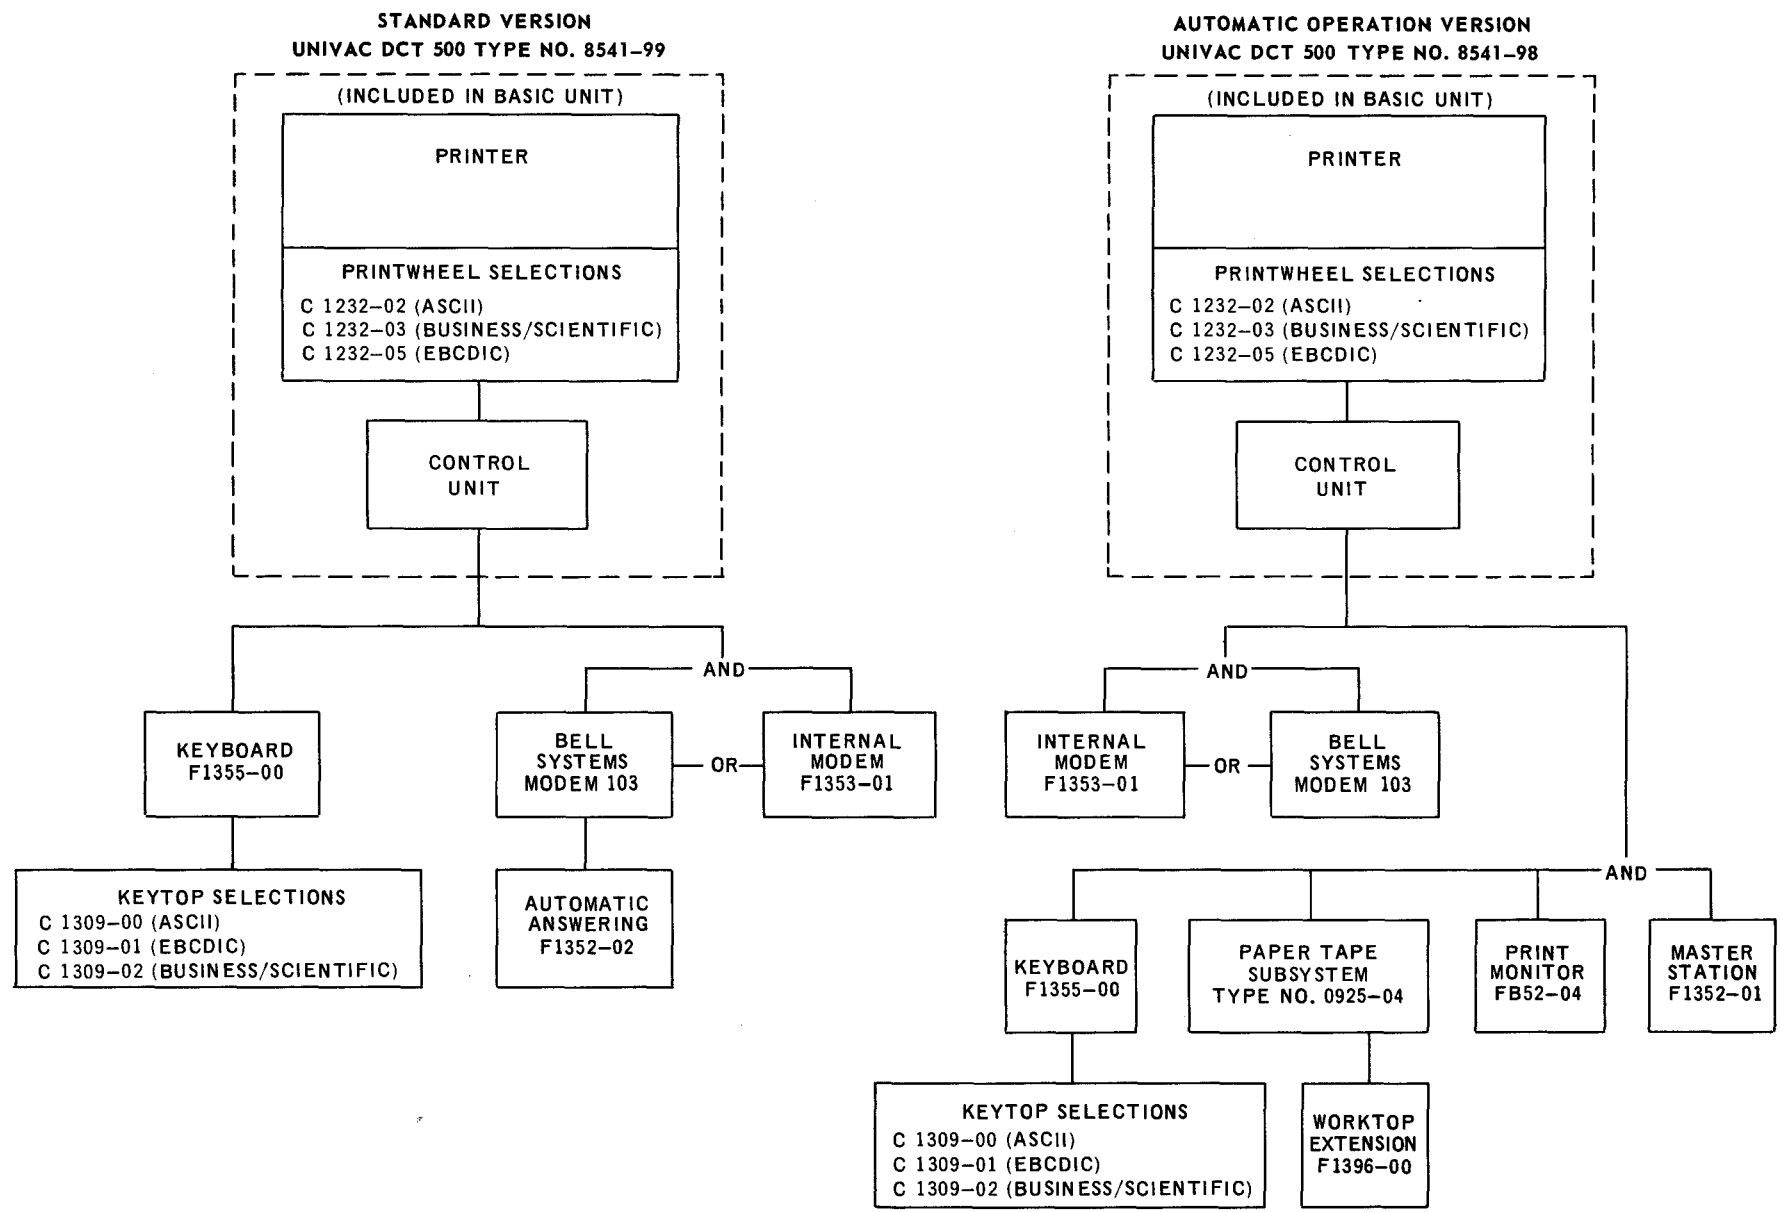 STANDARD VERSION
UNIVAC DCT 500 TYPE NO. 8541-99
(INCLUDED IN BASIC UNIT)
PRINTER
PRINTWHEEL SELECTIONS
C 1232-02 (ASCII)
C 1232-03 (BUSINESS/SCIENTIFIC)
C 1232-05 (EBCDIC)
CONTROL
UNIT
AND
KEYBOARD
F1355-00
BELL
SYSTEMS
MODEM 103
OR
INTERNAL
MODEM
F1353-01
KEYTOP SELECTIONS
C 1309-00 (ASCII)
C 1309-01 (EBCDIC)
C 1309-02 (BUSINESS/SCIENTIFIC)
AUTOMATIC
ANSWERING
F1352-02
AUTOMATIC OPERATION VERSION
UNIVAC DCT 500 TYPE NO. 8541-98
(INCLUDED IN BASIC UNIT)
PRINTER
PRINTWHEEL SELECTIONS
C 1232-02 (ASCII)
C 1232-03 (BUSINESS/SCIENTIFIC)
C 1232-05 (EBCDIC)
CONTROL
UNIT
AND
INTERNAL
MODEM
F1353-01
OR
BELL
SYSTEMS
MODEM 103
AND
KEYBOARD
F1355-00
PAPER TAPE
SUBSYSTEM
TYPE NO. 0925-04
PRINT
MONITOR
FB52-04
MASTER
STATION
F1352-01
KEYTOP SELECTIONS
C 1309-00 (ASCII)
C 1309-01 (EBCDIC)
C 1309-02 (BUSINESS/SCIENTIFIC)
WORKTOP
EXTENSION
F1396-00